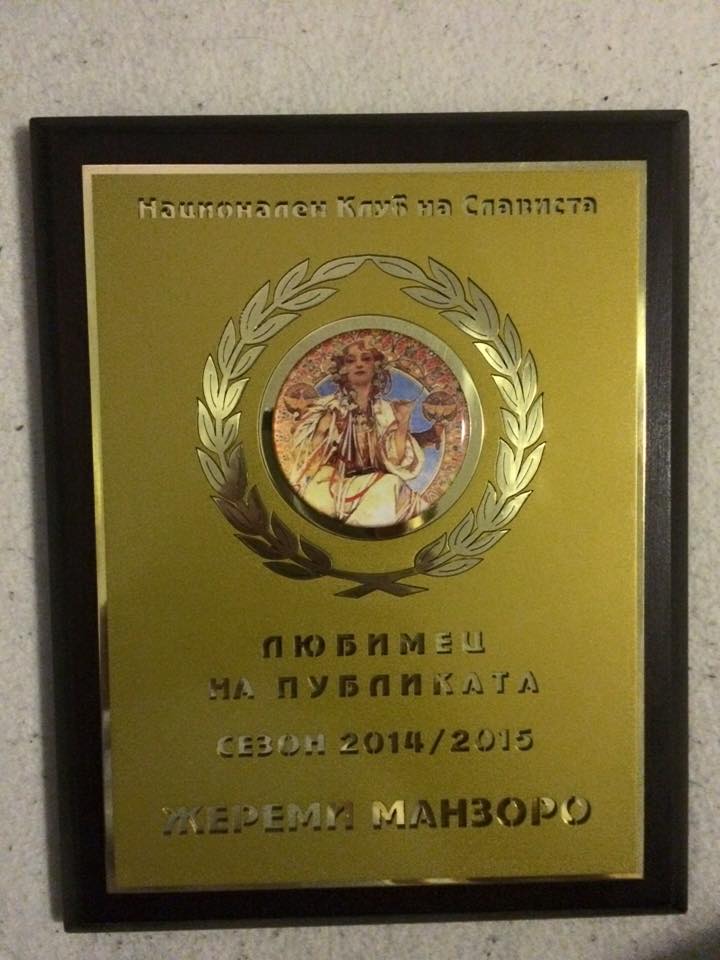 Национален Клуб на Слависта
ЛЮБИМЕЦ
НА ПУБЛИКАТА
СЕЗОН 2014/2015
ЖЕРЕМИ МАНЗОРО